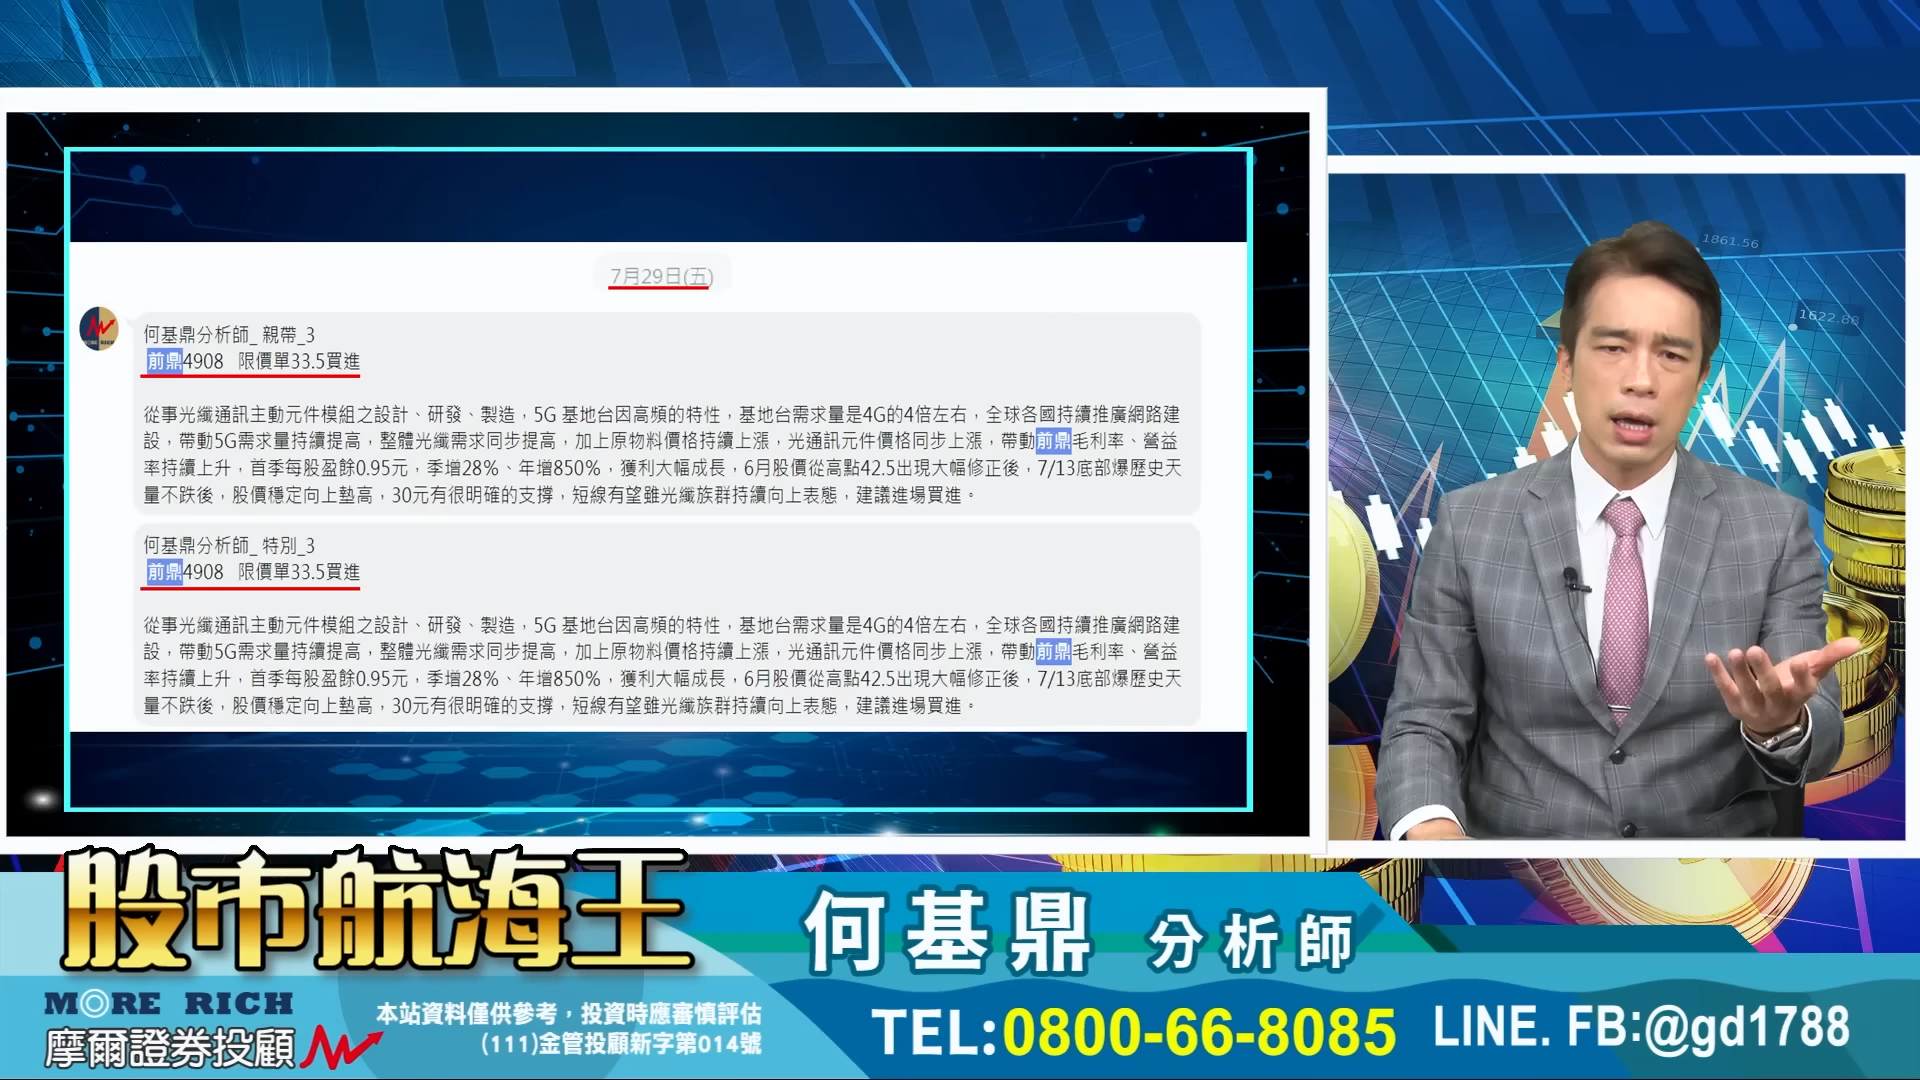 7月29日(五)
何基鼎分析師_ 親帶_3
前鼎4908 限價單33.5買進
從事光纖通訊主動元件模組之設計、研發、製造，5G 基地台因高頻的特性，基地台需求量是4G的4倍左右，全球各國持續推廣網路建
設，帶動5G需求量持續提高，整體光纖需求同步提高，加上原物料價格持續上漲，光通訊元件價格同步上漲，帶動前鼎毛利率、營益
率持續上升，首季每股盈餘0.95元，季增28%、年增850%，獲利大幅成長，6月股價從高點42.5出現大幅修正後，7/13底部爆歷史天
量不跌後，股價穩定向上墊高，30元有很明確的支撐，短線有望雖光纖族群持續向上表態，建議進場買進。
何基鼎分析師_ 特別_3
前鼎4908 限價單33.5買進
從事光纖通訊主動元件模組之設計、研發、製造，5G 基地台因高頻的特性，基地台需求量是4G的4倍左右，全球各國持續推廣網路建
設，帶動5G需求量持續提高，整體光纖需求同步提高，加上原物料價格持續上漲，光通訊元件價格同步上漲，帶動前鼎毛利率、營益
率持續上升，首季每股盈餘0.95元，季增28%、年增850%，獲利大幅成長，6月股價從高點42.5出現大幅修正後，7/13底部爆歷史天
量不跌後，股價穩定向上墊高，30元有很明確的支撐，短線有望雖光纖族群持續向上表態，建議進場買進。
1861.56
1622.88
股市航海王
何基鼎 分析師
MORE RICH
摩爾證券投顧
本站資料僅供參考，投資時應審慎評估
(111)金管投顧新字第014號
TEL:0800-66-8085
LINE. FB:@gd1788